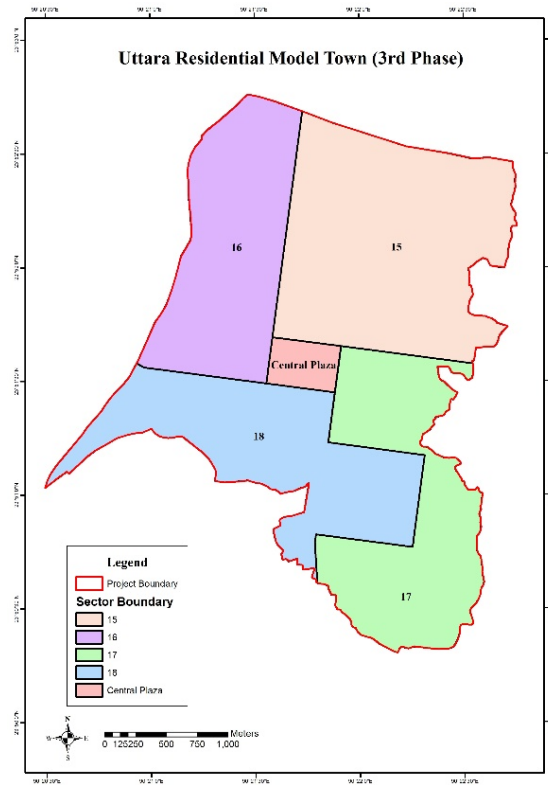 Uttara Residential Model Town (3rd Phase)
16
15
Central Plaza
18
17
Legend
Project Boundary
Sector Boundary
15
16
17
18
Central Plaza
N
W
E
S
Meters
0 125250 500 750 1,000